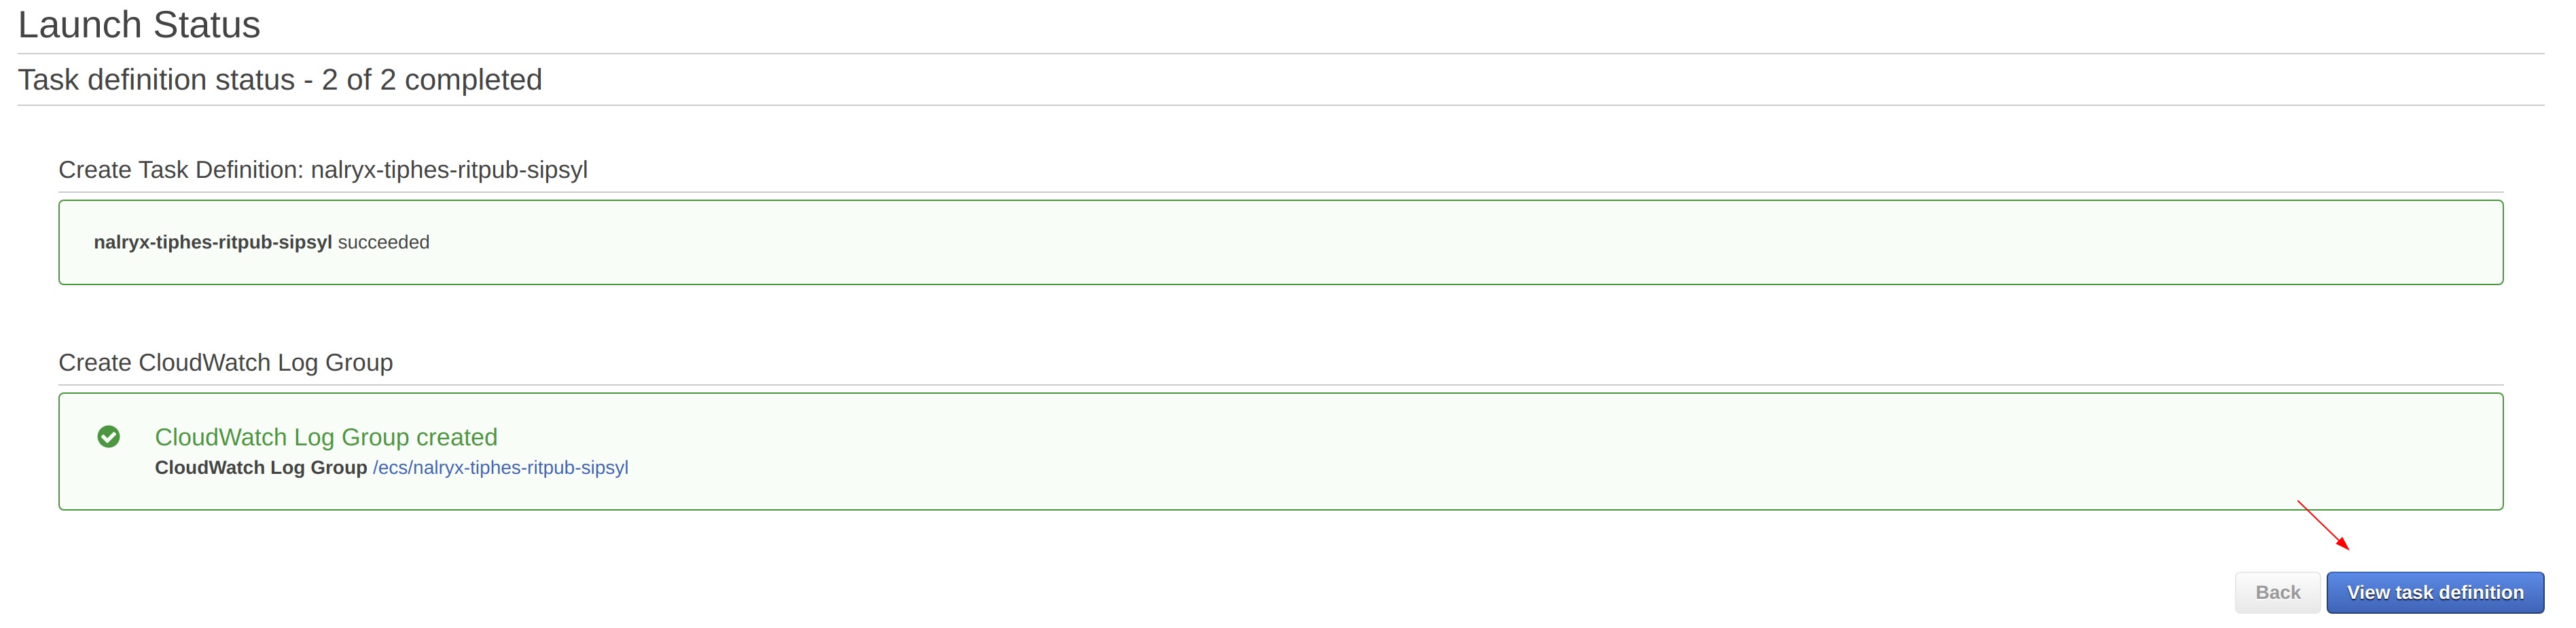 Launch Status
Task definition status - 2 of 2 completed
Create Task Definition: nalryx-tiphes-ritpub-sipsyl
nalryx-tiphes-ritpub-sipsyl succeeded
Create CloudWatch Log Group
CloudWatch Log Group created
CloudWatch Log Group /ecs/nalryx-tiphes-ritpub-sipsyl
Back View task definition